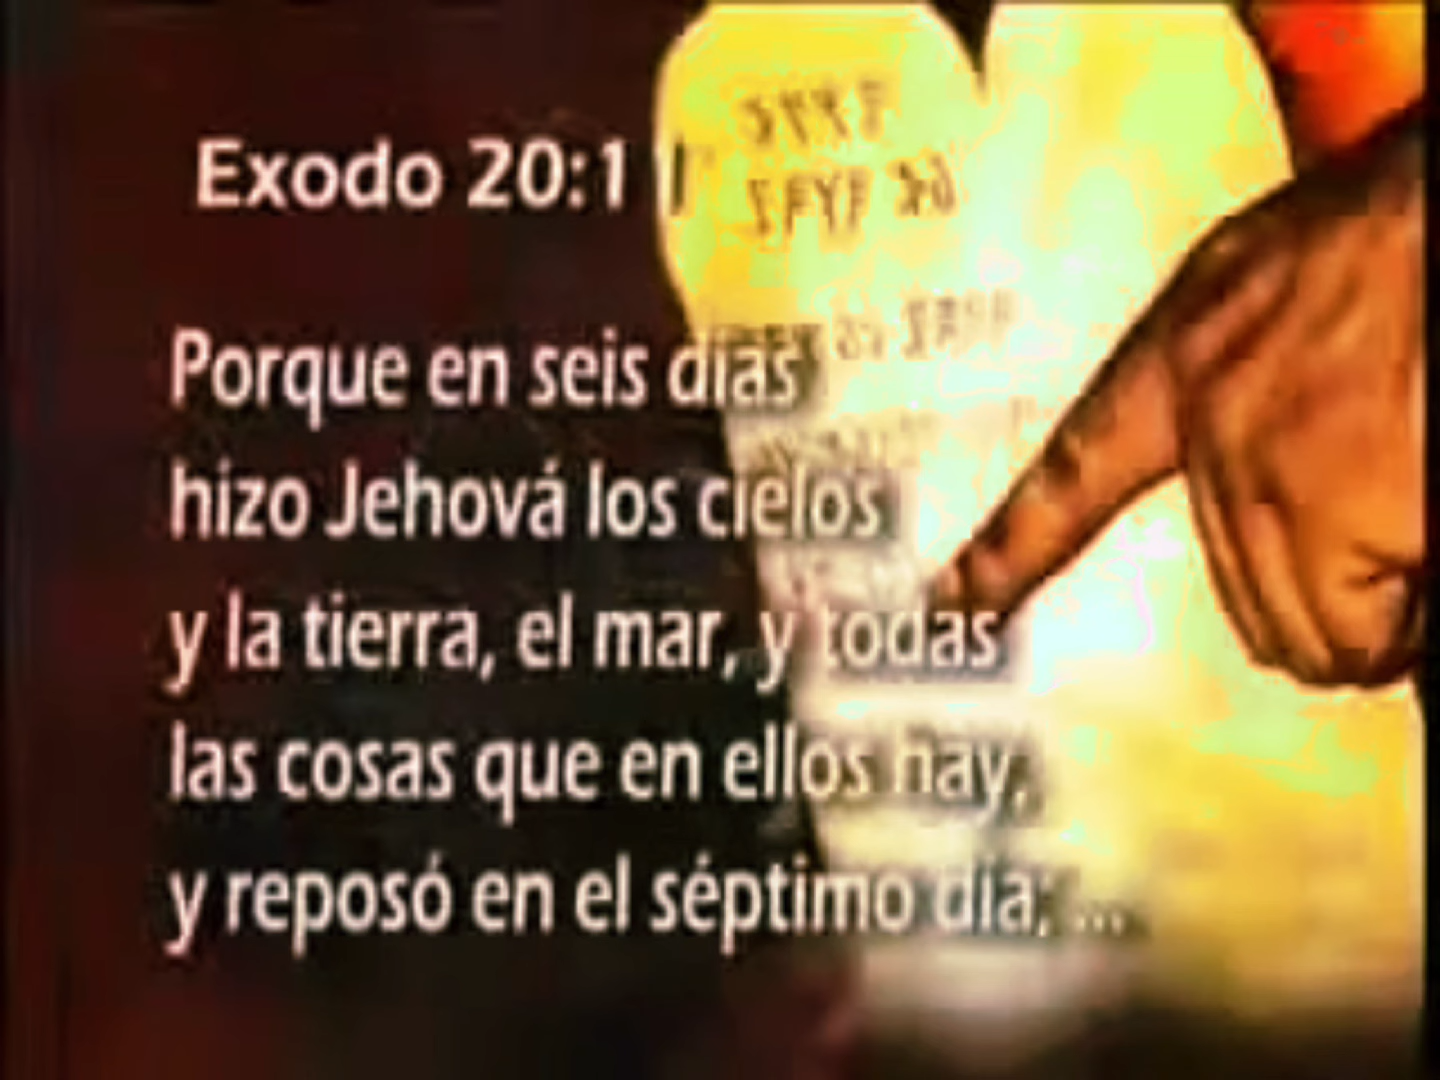 Exodo 20:11
Porque en seis días
hizo Jehová los cielos
y la tierra, el mar, y todas
las cosas que en ellos hay,
y reposó en el séptimo día; ...